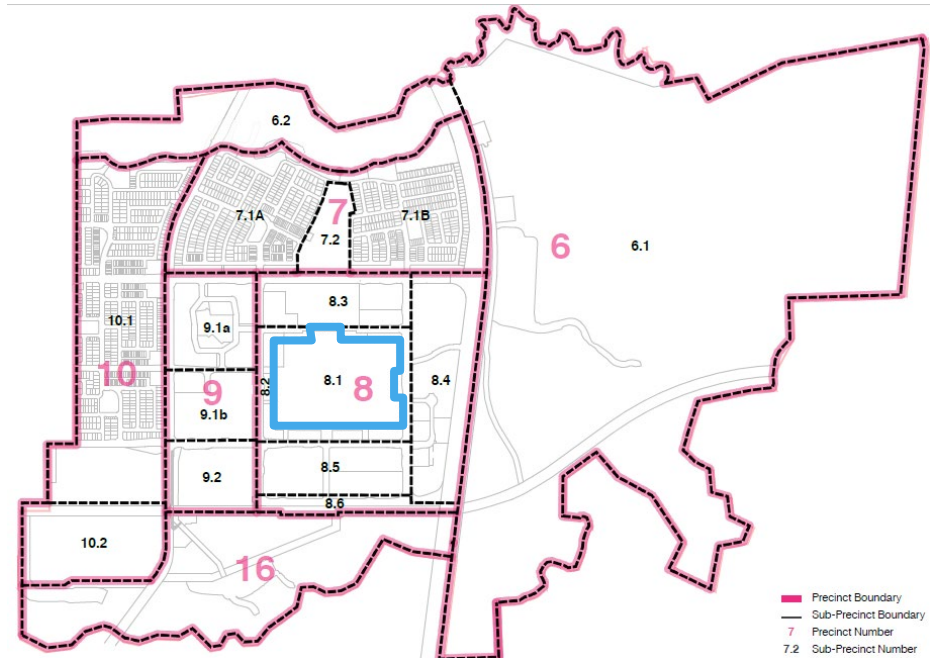 6.2
7.1A
7
7.1B
7.2
6
6.1
8.3
9.1a
10.1
10
8.2
8.1
8
8.4
9
9.1b
8.5
9.2
8.6
10.2
16
Precinct Boundary
Sub-Precinct Boundary
7 Precinct Number
7.2 Sub-Precinct Number